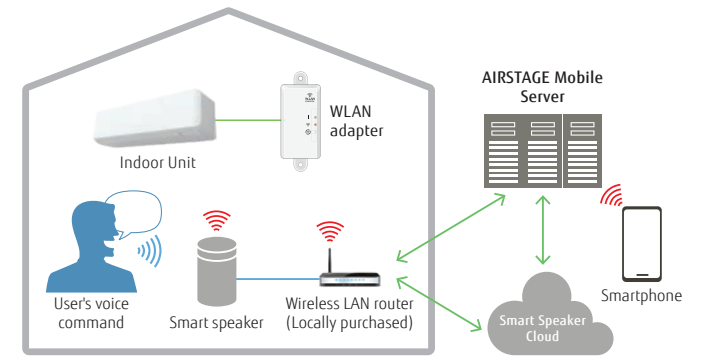 AIRSTAGE Mobile
Server
WLAN
adapter
Indoor Unit
User's voice
command
Smart speaker
Wireless LAN router
(Locally purchased)
Smart Speaker
Cloud
Smartphone